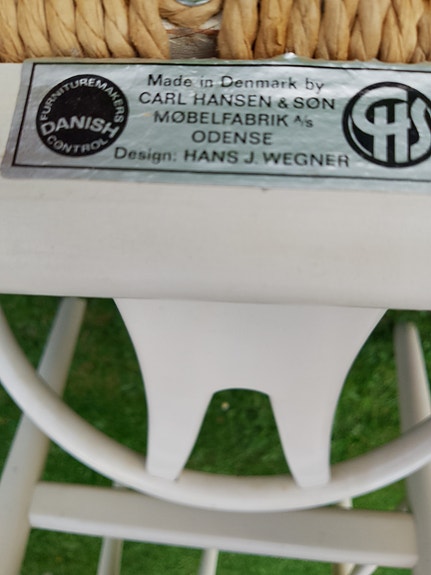 FURNITUREMAKERS
DANISH
CONTROL
Made in Denmark by
CARL HANSEN & SØN
MØBELFABRIK A/s
ODENSE
Design: HANS J. WEGNER
CHS